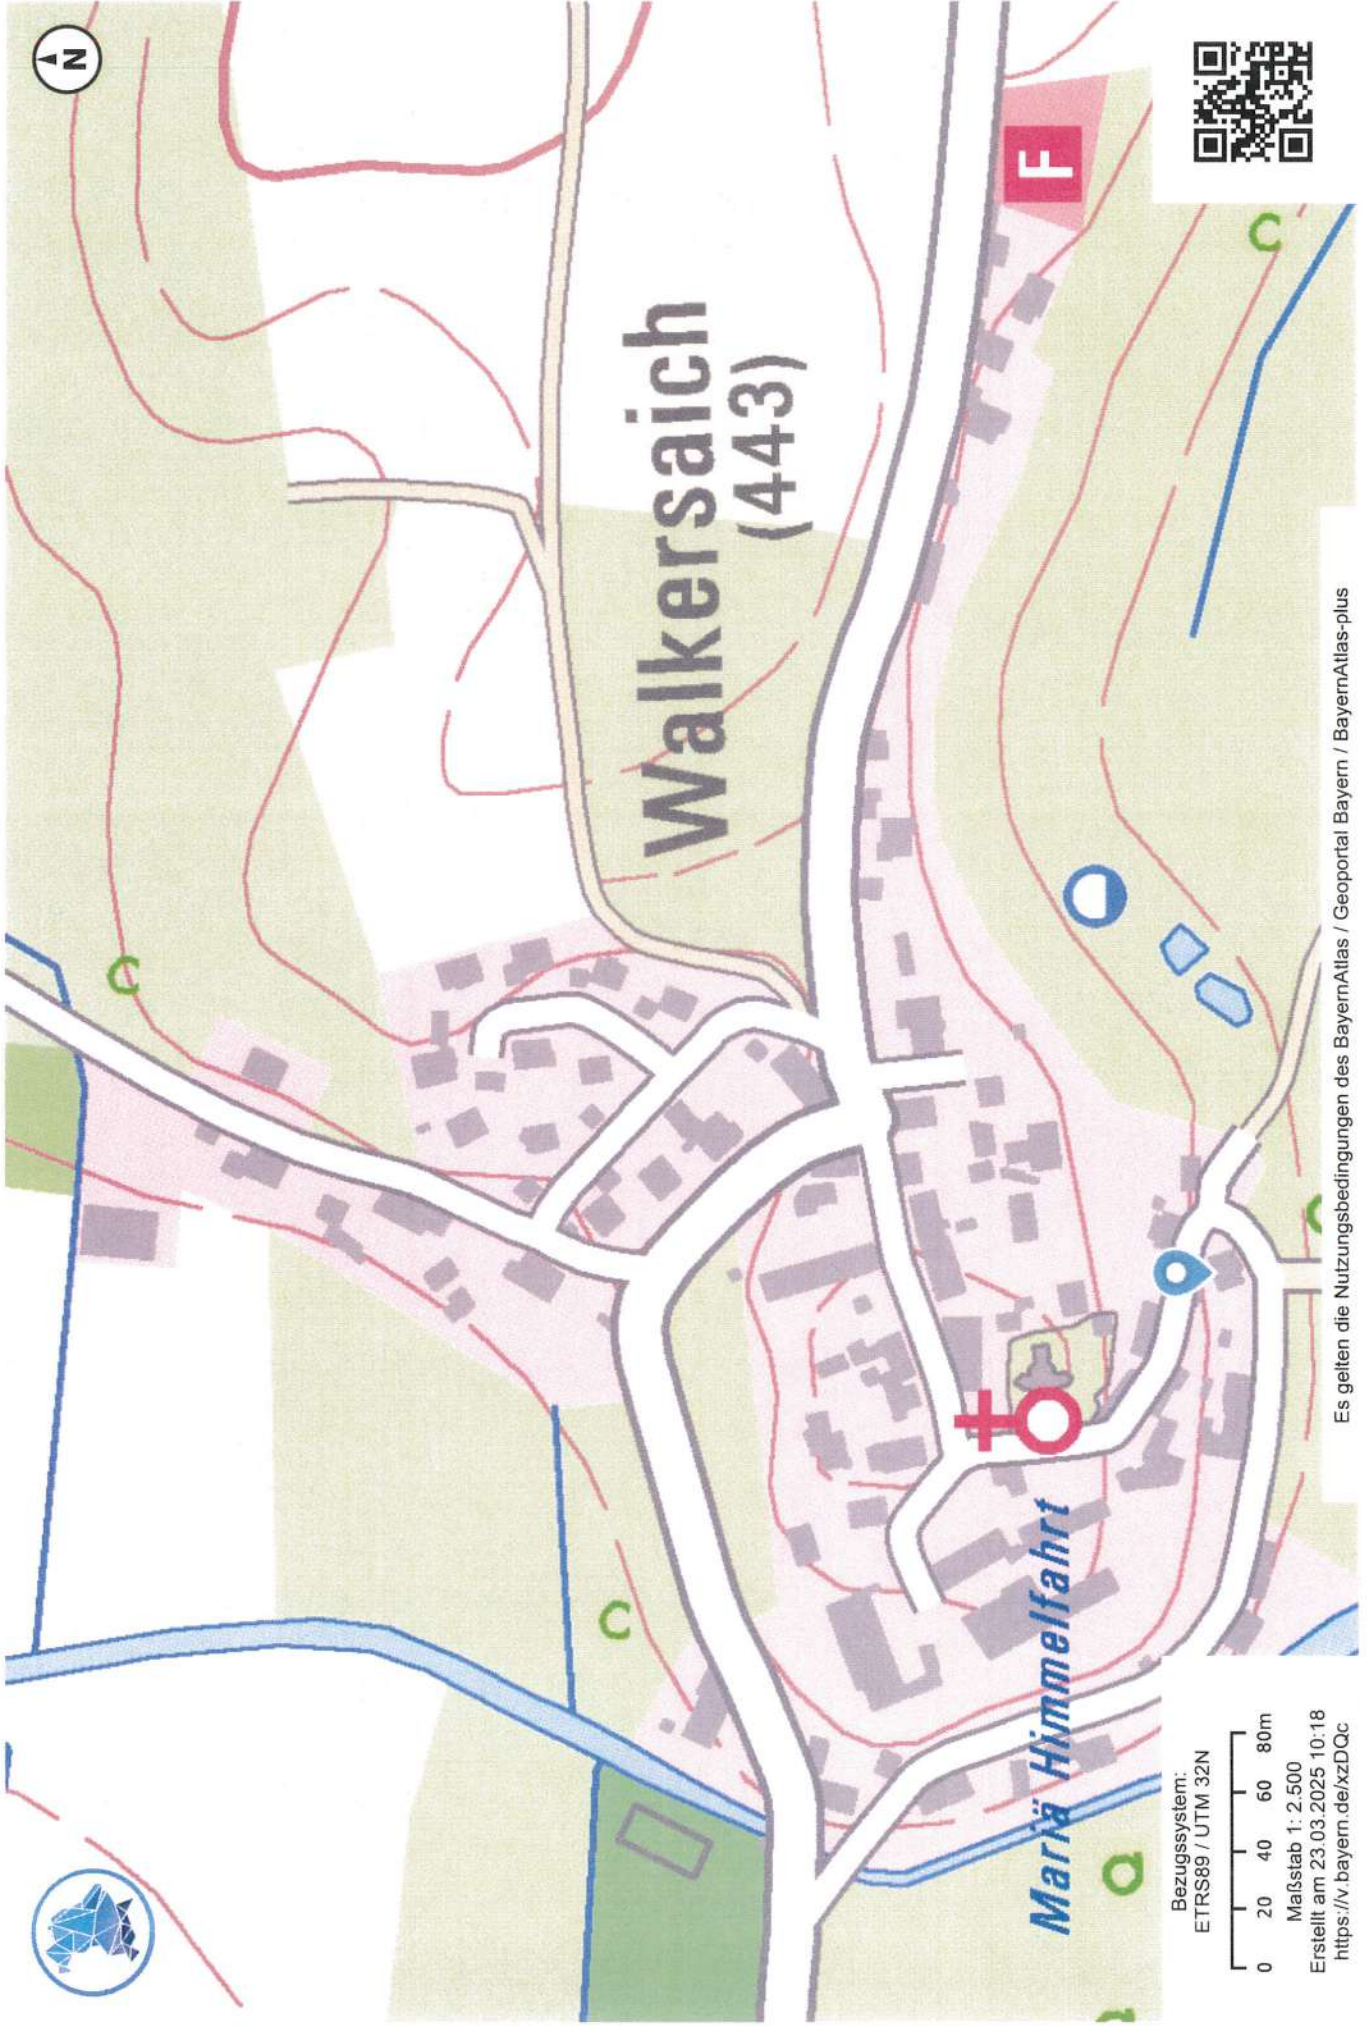 N
F
Walkersaich
(443)
C
C
C
Mariä Himmelfahrt
a
Bezugssystem:
ETRS89 / UTM 32N
0 20 40 60 80m
Maßstab 1: 2.500
Erstellt am 23.03.2025 10:18
https://v.bayern.de/xzDQc
Es gelten die Nutzungsbedingungen des BayernAtlas / Geoportal Bayern / BayernAtlas-plus